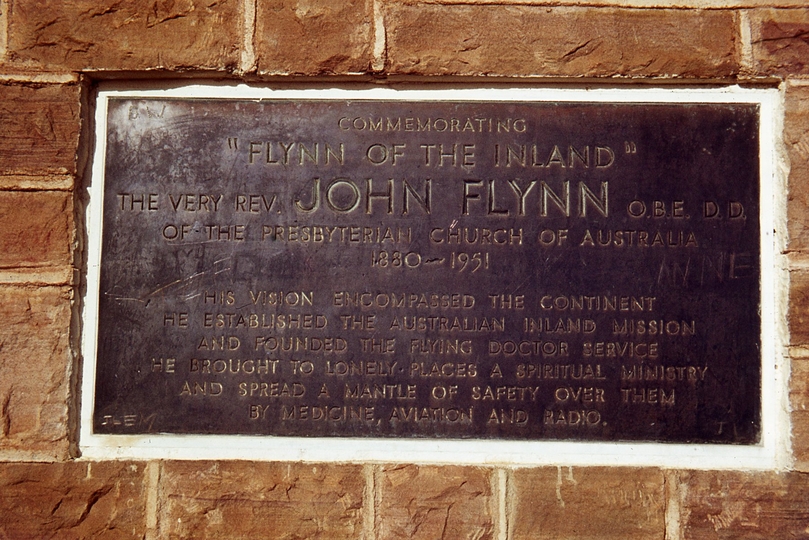 COMMEMORATING
"FLYNN OF THE INLAND"
THE VERY REV. JOHN FLYNN O.B.E. D.D.
OF THE PRESBYTERIAN CHURCH OF AUSTRALIA
1880-1951
HIS VISION ENCOMPASSED THE CONTINENT
HE ESTABLISHED THE AUSTRALIAN INLAND MISSION
AND FOUNDED THE FLYING DOCTOR SERVICE
HE BROUGHT TO LONELY PLACES A SPIRITUAL MINISTRY
AND SPREAD A MANTLE OF SAFETY OVER THEM
BY MEDICINE, AVIATION AND RADIO.